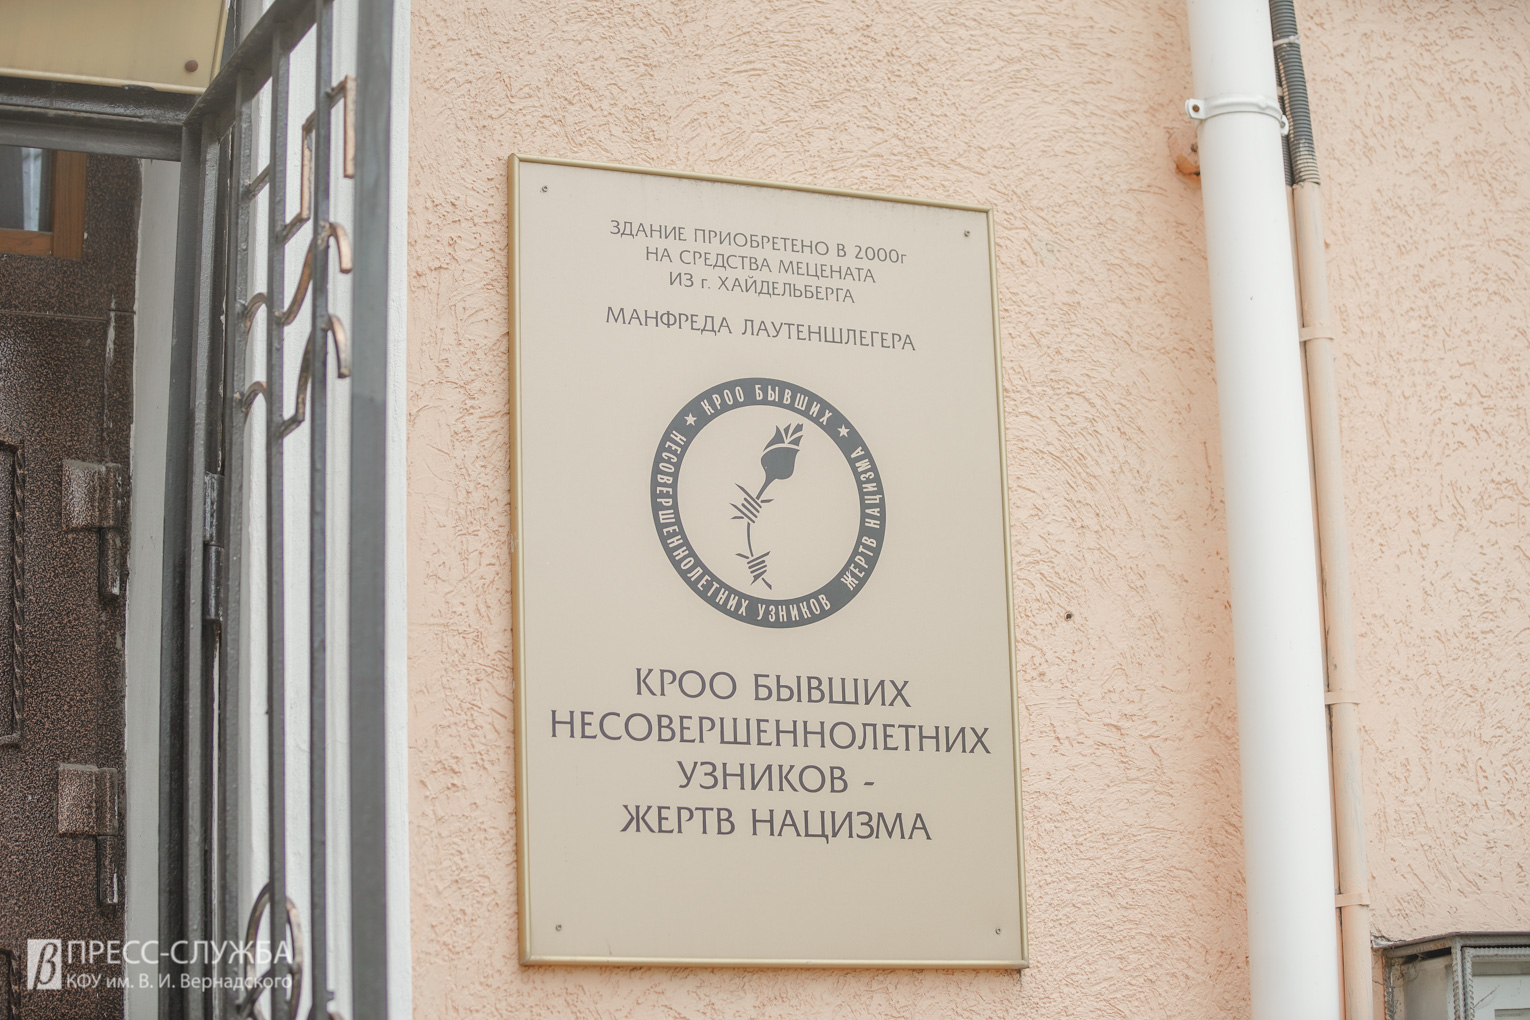 ЗДАНИЕ ПРИОБРЕТЕНО В 2000г
НА СРЕДСТВА МЕЦЕНАТА
ИЗ г. ХАЙДЕЛЬБЕРГА
МАНФРЕДА ЛАУТЕНШЛЕГЕРА
★ КРОО БЫВШИХ ★
НЕСОВЕРШЕННОЛЕТНИХ УЗНИКОВ
ЖЕРТВ НАЦИЗМА
КРОО БЫВШИХ
НЕСОВЕРШЕННОЛЕТНИХ
УЗНИКОВ -
ЖЕРТВ НАЦИЗМА
β ПРЕСС-СЛУЖБА
КФУ им. В. И. Вернадского